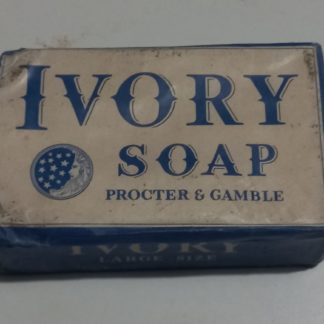 IVORY
SOAP
PROCTER & GAMBLE
IVORY
LARGE SIZE